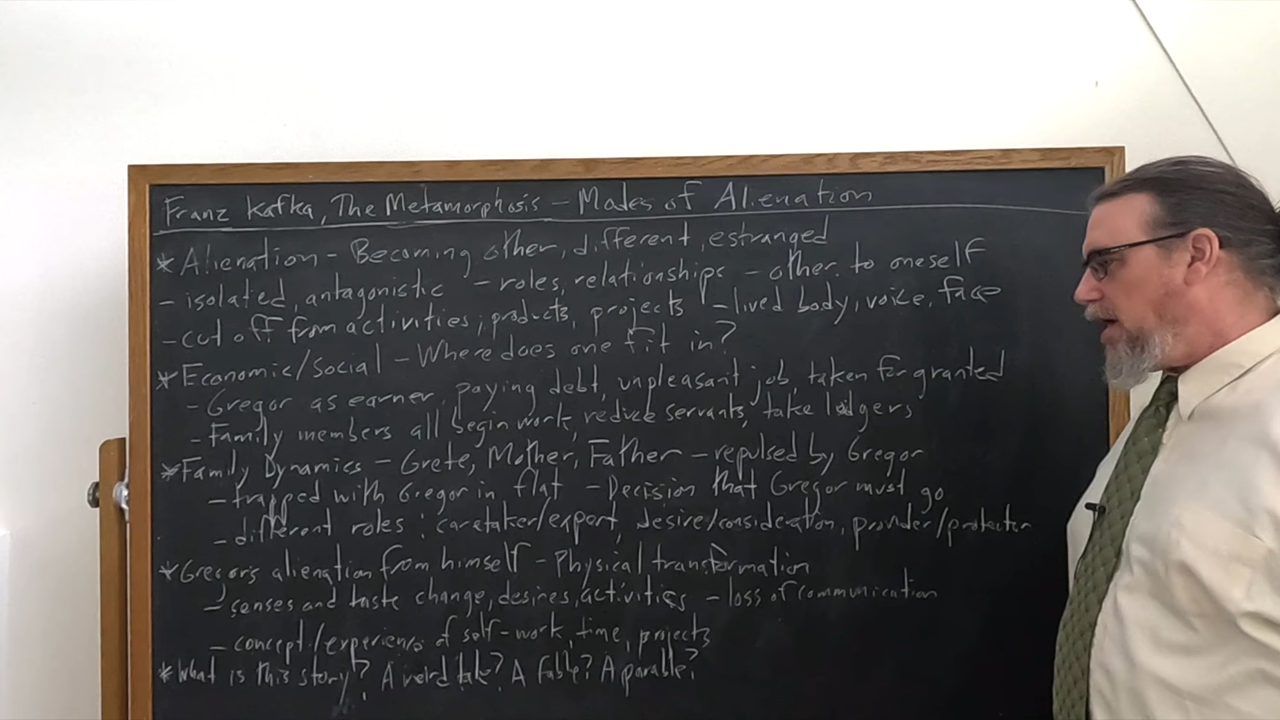 Franz Kafka, The Metamorphosis – Modes of Alienation
* Alienation – Becoming other, different, estranged
– isolated, antagonistic – roles, relationships – other to oneself
– cut off from activities, products, projects – lived body, voice, face
* Economic/Social – Where does one fit in?
– Gregor as earner, paying debt, unpleasant job, taken for granted
– Family members all begin work, reduce servants, take lodgers
* Family Dynamics – Grete, Mother, Father – repulsed by Gregor
– trapped with Gregor in flat – Decision that Gregor must go
– different roles: caretaker/expert, desire/consideration, provider/protector
* Gregor's alienation from himself – Physical transformation
– senses and taste change, desires, activities – loss of communication
– concept/experience of self – work, time, projects
* What is this story? A weird tale? A fable? A parable?